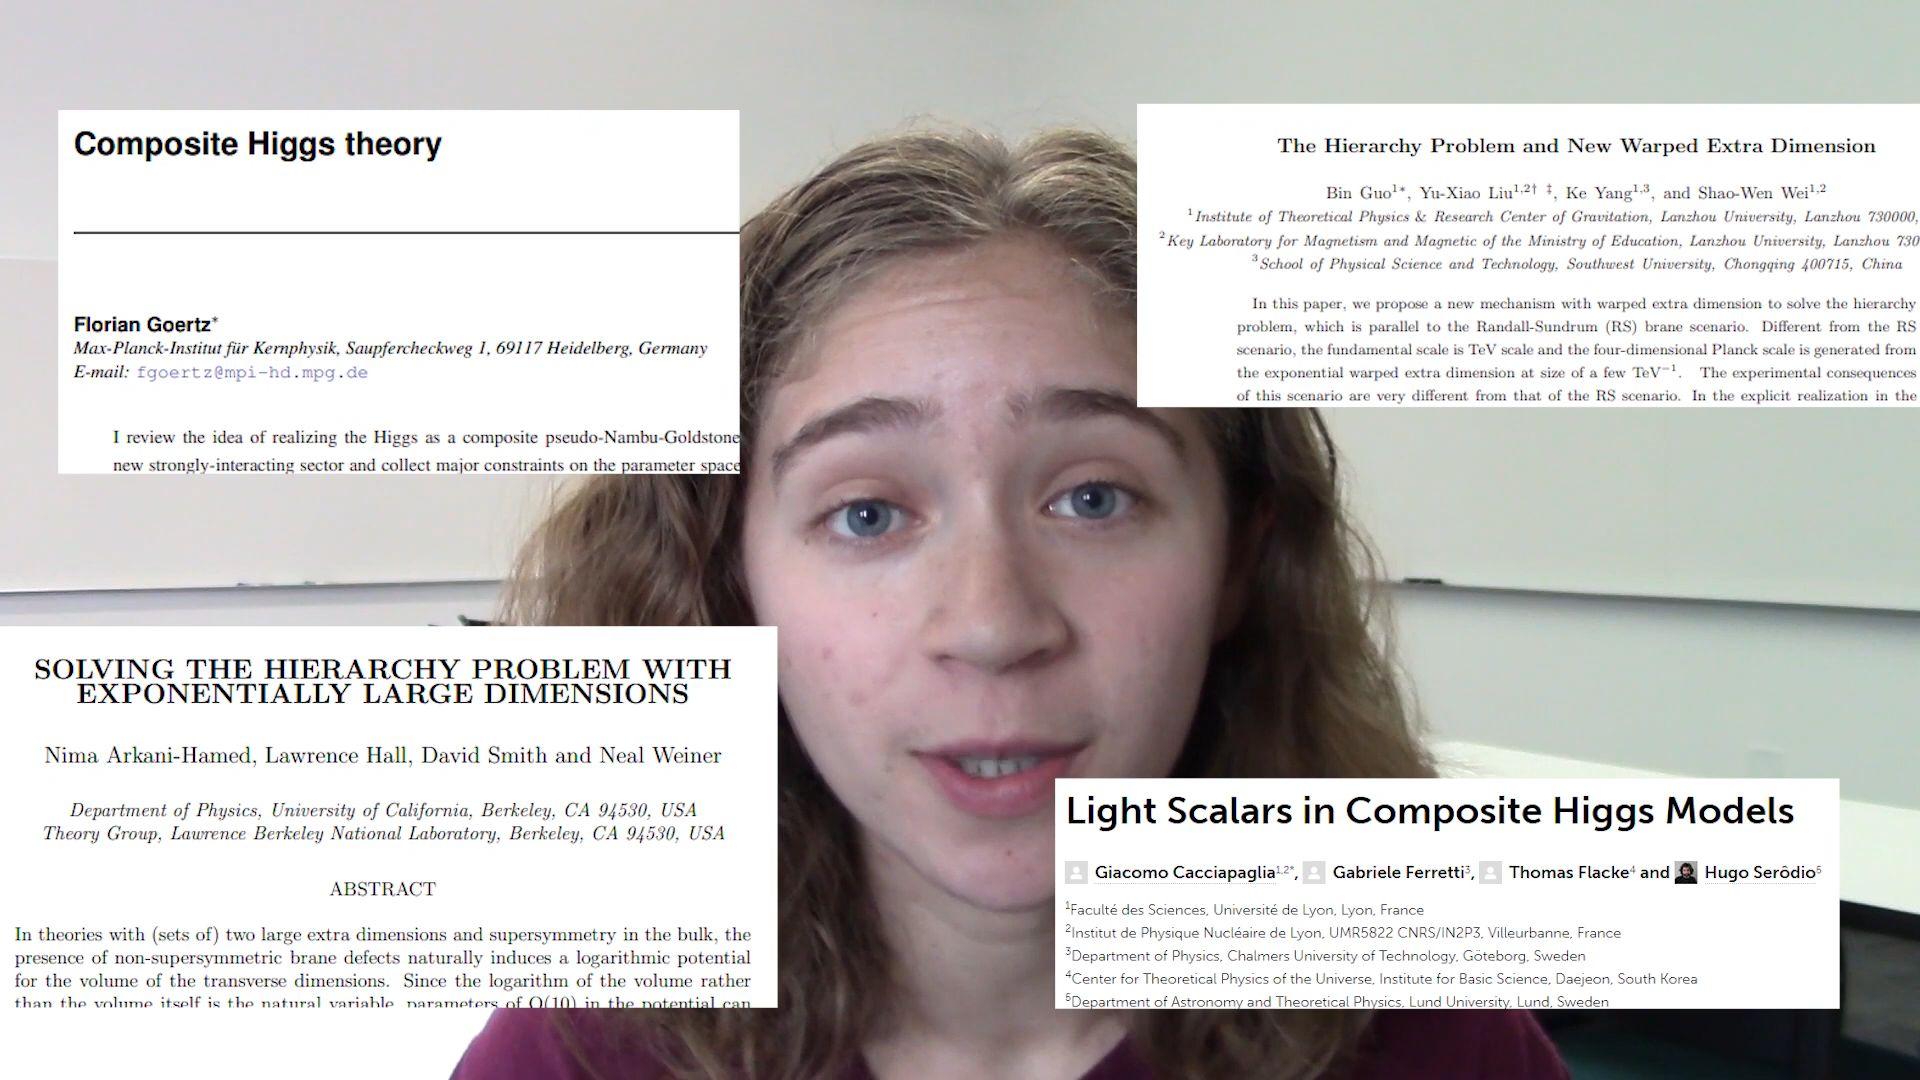 Composite Higgs theory
Florian Goertz*
Max-Planck-Institut für Kernphysik, Saupfercheckweg 1, 69117 Heidelberg, Germany
E-mail: fgoertz@mpi-hd.mpg.de
I review the idea of realizing the Higgs as a composite pseudo-Nambu-Goldstone
new strongly-interacting sector and collect major constraints on the parameter space
The Hierarchy Problem and New Warped Extra Dimension
Bin Guo1*, Yu-Xiao Liu1,2† ‡, Ke Yang1,3, and Shao-Wen Wei1,2
1Institute of Theoretical Physics & Research Center of Gravitation, Lanzhou University, Lanzhou 730000,
2Key Laboratory for Magnetism and Magnetic of the Ministry of Education, Lanzhou University, Lanzhou 730
3School of Physical Science and Technology, Southwest University, Chongqing 400715, China
In this paper, we propose a new mechanism with warped extra dimension to solve the hierarchy
problem, which is parallel to the Randall-Sundrum (RS) brane scenario. Different from the RS
scenario, the fundamental scale is TeV scale and the four-dimensional Planck scale is generated from
the exponential warped extra dimension at size of a few TeV−1. The experimental consequences
of this scenario are very different from that of the RS scenario. In the explicit realization in the
SOLVING THE HIERARCHY PROBLEM WITH
EXPONENTIALLY LARGE DIMENSIONS
Nima Arkani-Hamed, Lawrence Hall, David Smith and Neal Weiner
Department of Physics, University of California, Berkeley, CA 94530, USA
Theory Group, Lawrence Berkeley National Laboratory, Berkeley, CA 94530, USA
ABSTRACT
In theories with (sets of) two large extra dimensions and supersymmetry in the bulk, the
presence of non-supersymmetric brane defects naturally induces a logarithmic potential
for the volume of the transverse dimensions. Since the logarithm of the volume rather
than the volume itself is the natural variable, parameters of O(10) in the potential can
Light Scalars in Composite Higgs Models
Giacomo Cacciapaglia1,2*, Gabriele Ferretti3, Thomas Flacke4 and Hugo Serôdio5
1Faculté des Sciences, Université de Lyon, Lyon, France
2Institut de Physique Nucléaire de Lyon, UMR5822 CNRS/IN2P3, Villeurbanne, France
3Department of Physics, Chalmers University of Technology, Göteborg, Sweden
4Center for Theoretical Physics of the Universe, Institute for Basic Science, Daejeon, South Korea
5Department of Astronomy and Theoretical Physics, Lund University, Lund, Sweden